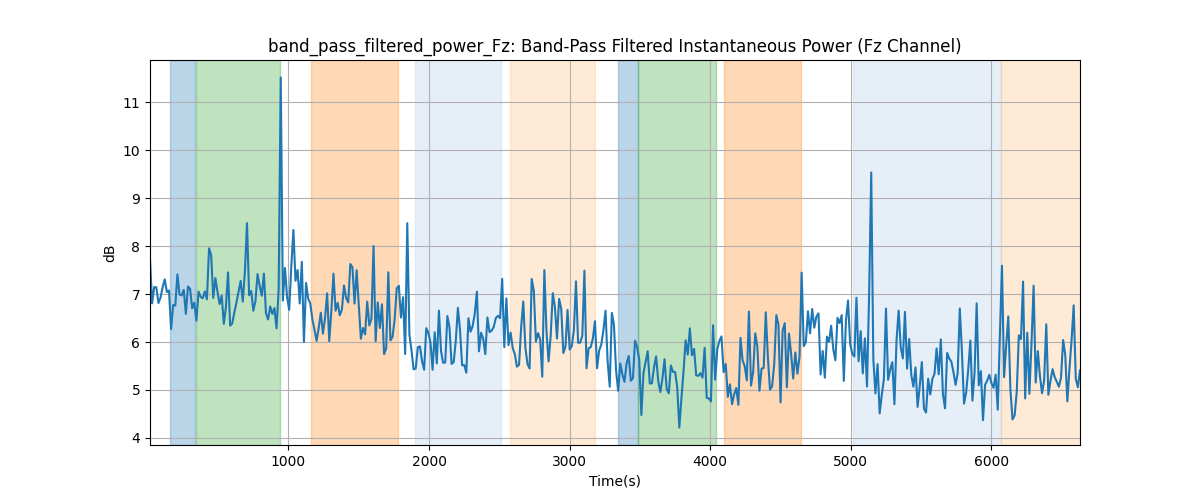 band_pass_filtered_power_Fz: Band-Pass Filtered Instantaneous Power (Fz Channel)
11
10
9
8
7
6
5
4
dB
1000 2000 3000 4000 5000 6000
Time(s)